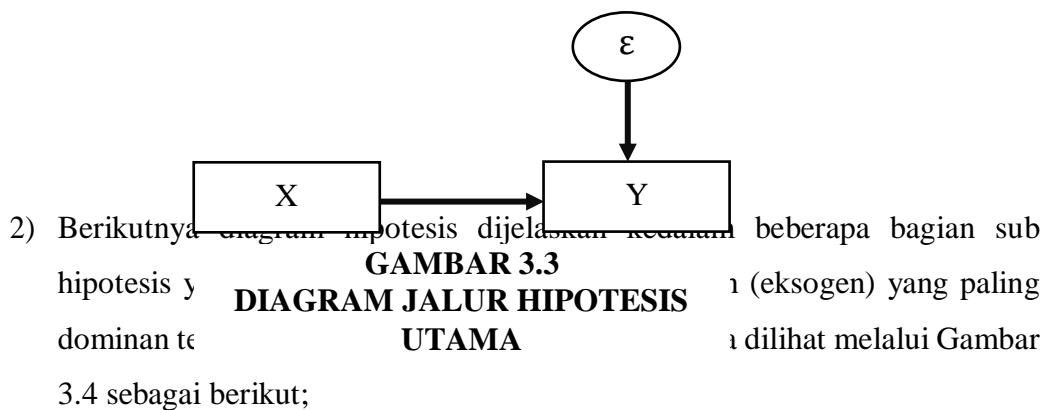 ε
X
Y
2) Berikutnya diagram hipotesis dijelaskan kedalam beberapa bagian sub
GAMBAR 3.3
hipotesis (eksogen) yang paling
DIAGRAM JALUR HIPOTESIS
dominan dilihat melalui Gambar
UTAMA
3.4 sebagai berikut;